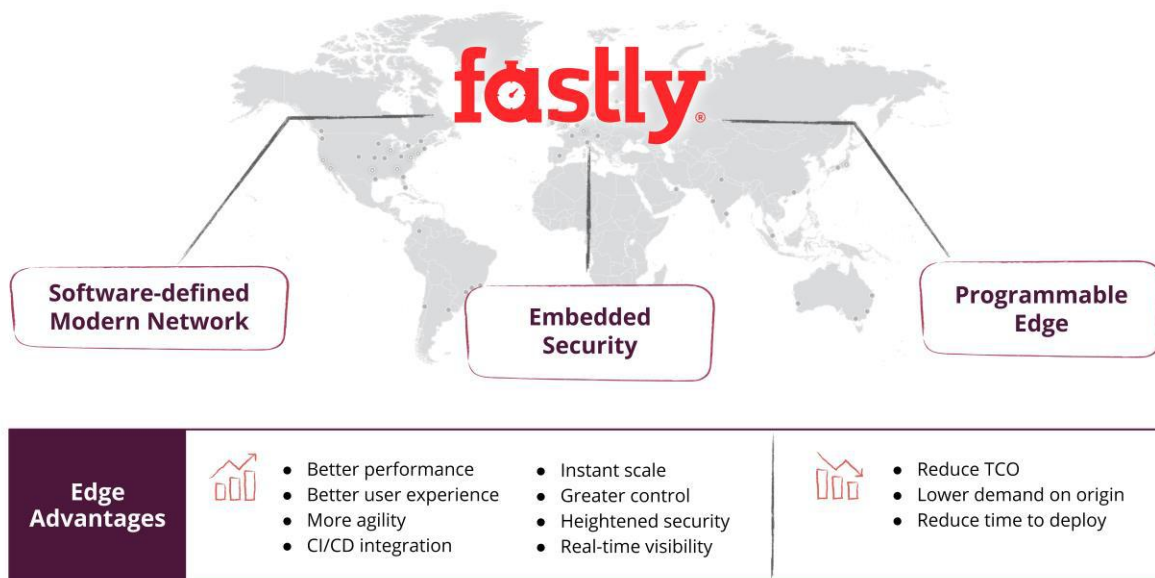 fastly®
Software-defined
Modern Network
Embedded
Security
Programmable
Edge
Edge
Advantages
● Better performance
● Better user experience
● More agility
● CI/CD integration
● Instant scale
● Greater control
● Heightened security
● Real-time visibility
● Reduce TCO
● Lower demand on origin
● Reduce time to deploy